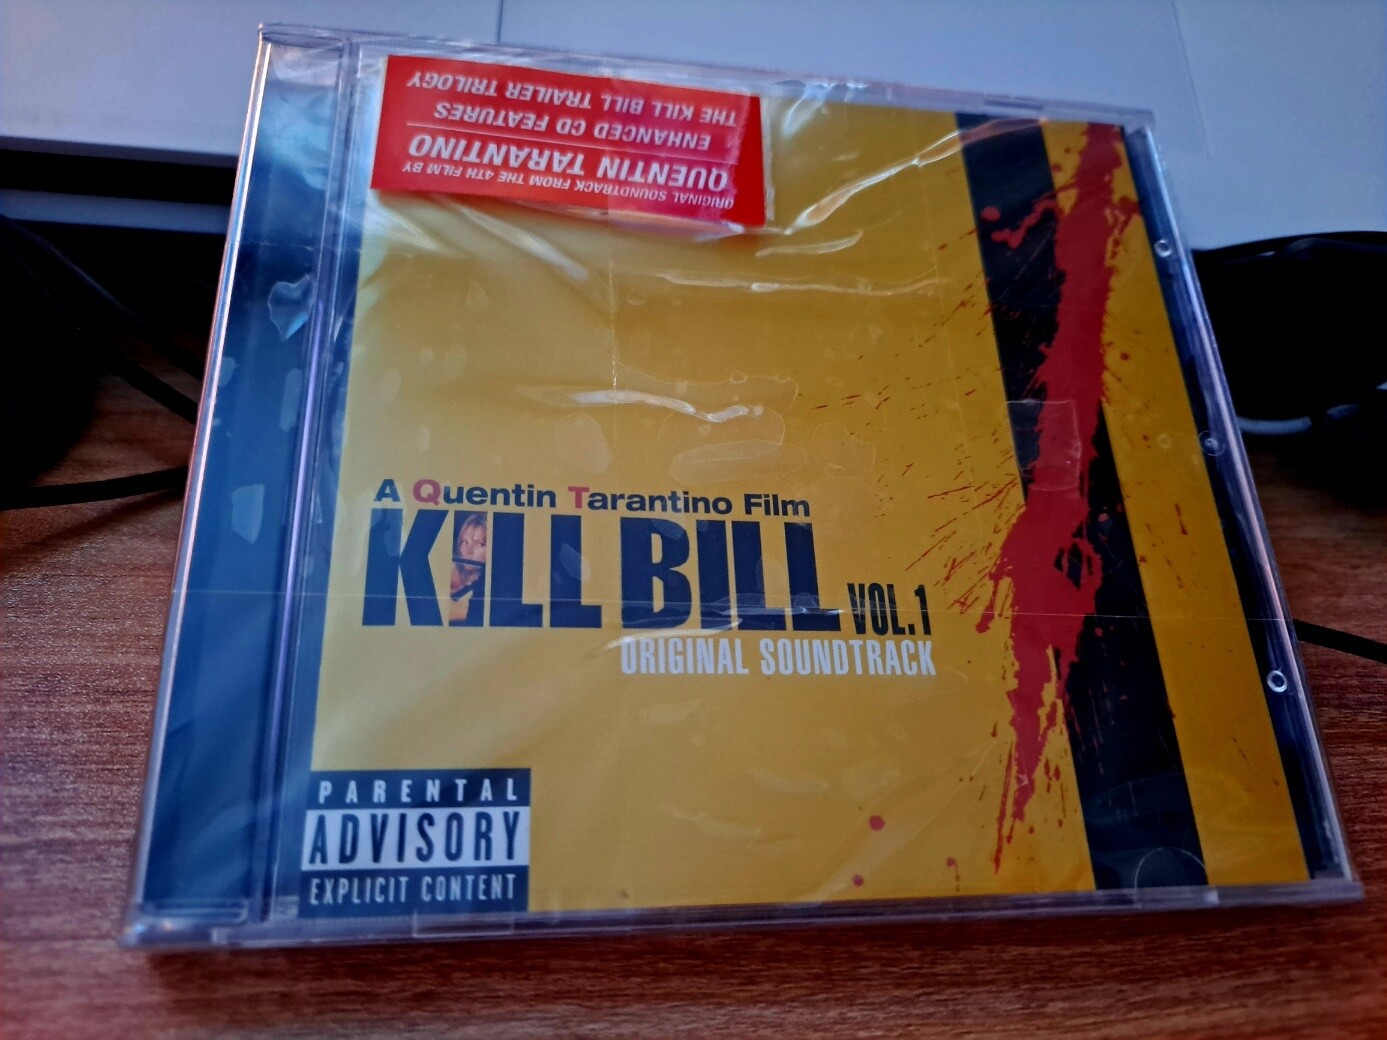 ORIGINAL SOUNDTRACK FROM THE 4TH FILM BY
QUENTIN TARANTINO
ENHANCED CD FEATURES
THE KILL BILL TRAILER TRILOGY
A Quentin Tarantino Film
KILL BILL VOL.1
ORIGINAL SOUNDTRACK
PARENTAL
ADVISORY
EXPLICIT CONTENT